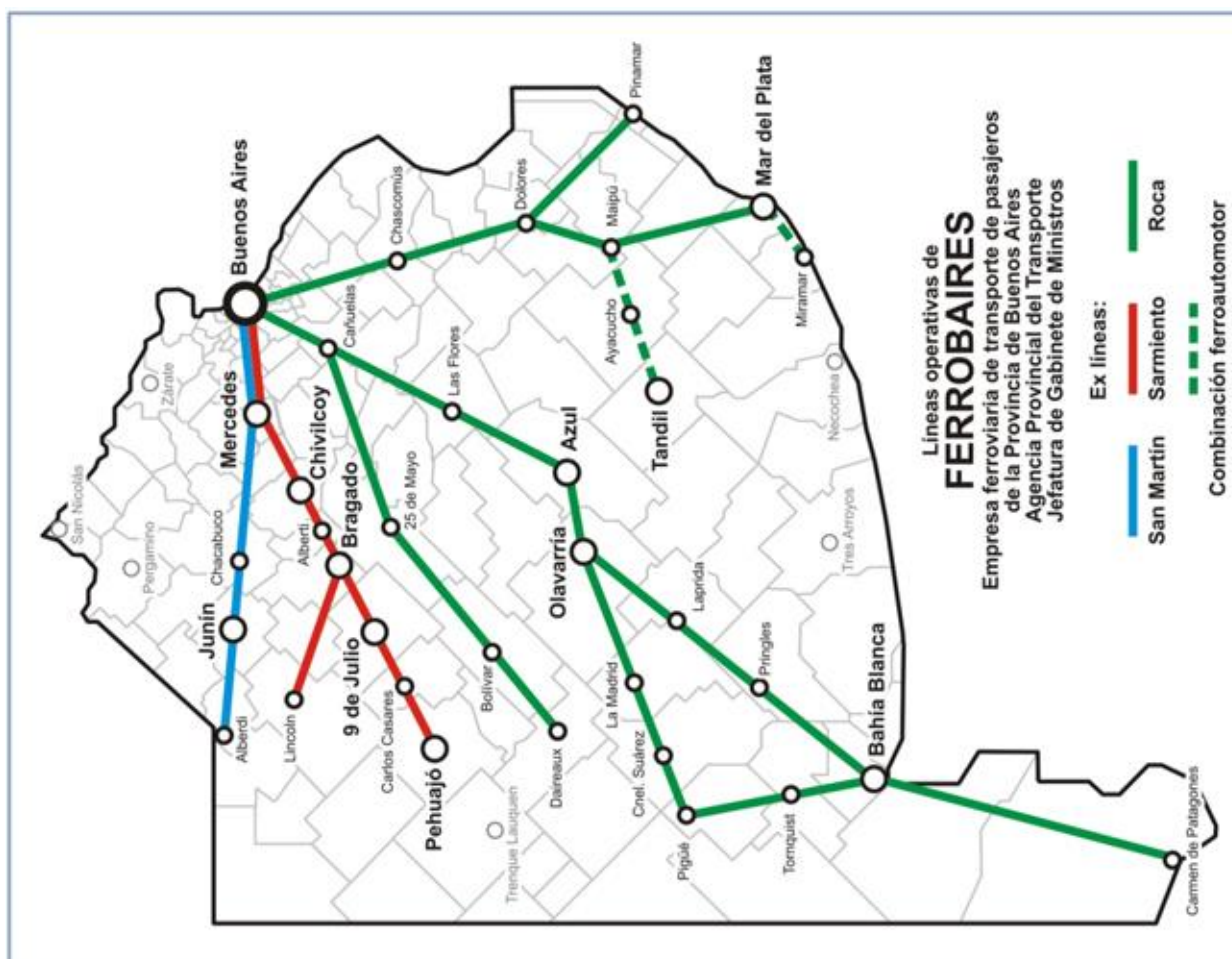 Líneas operativas de
FERROBAIRES
Empresa ferroviaria de transporte de pasajeros
de la Provincia de Buenos Aires
Agencia Provincial del Transporte
Jefatura de Gabinete de Ministros
Ex líneas:
San Martín
Sarmiento
Roca
Combinación ferroautomotor
San Nicolás
Pergamino
Zárate
Buenos Aires
Mercedes
Chacabuco
Junín
Alberdi
Chivilcoy
Alberti
Bragado
Lincoln
9 de Julio
Carlos Casares
Pehuajó
Trenque Lauquen
Cañuelas
25 de Mayo
Bolívar
Daireaux
Las Flores
Azul
Olavarría
La Madrid
Cnel. Suárez
Pigüé
Tornquist
Laprida
Pringles
Bahía Blanca
Carmen de Patagones
Chascomús
Dolores
Pinamar
Maipú
Ayacucho
Tandil
Mar del Plata
Miramar
Necochea
Tres Arroyos